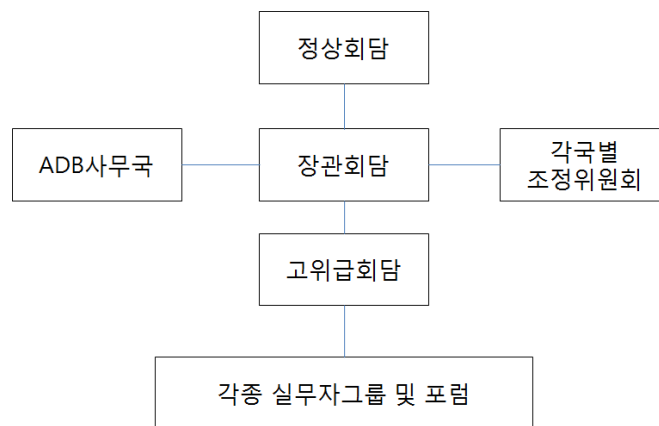 정상회담
ADB사무국
장관회담
각국별
조정위원회
고위급회담
각종 실무자그룹 및 포럼